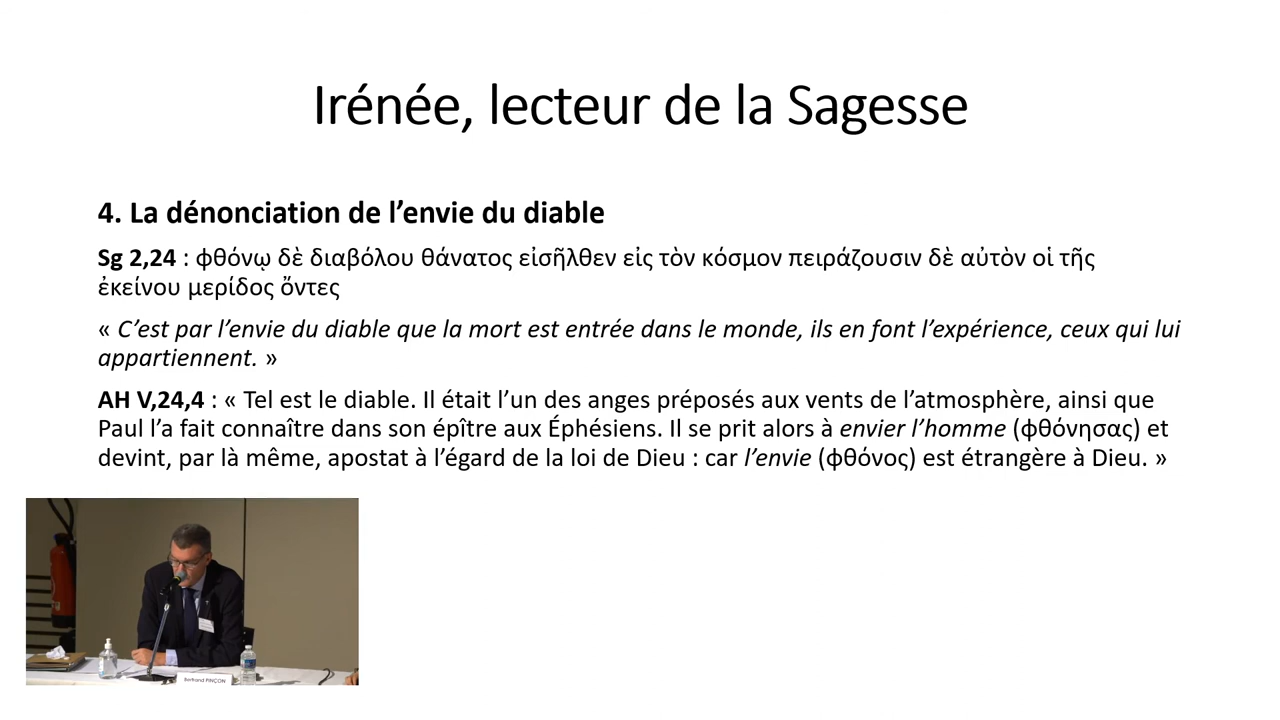 Irénée, lecteur de la Sagesse
4. La dénonciation de l’envie du diable
Sg 2,24 : φθόνῳ δὲ διαβόλου θάνατος εἰσῆλθεν εἰς τὸν κόσμον πειράζουσιν δὲ αὐτὸν οἱ τῆς
ἐκείνου μερίδος ὄντες
« C’est par l’envie du diable que la mort est entrée dans le monde, ils en font l’expérience, ceux qui lui
appartiennent. »
AH V,24,4 : « Tel est le diable. Il était l’un des anges préposés aux vents de l’atmosphère, ainsi que
Paul l’a fait connaître dans son épître aux Éphésiens. Il se prit alors à envier l’homme (φθόνησας) et
devint, par là même, apostat à l’égard de la loi de Dieu : car l’envie (φθόνος) est étrangère à Dieu. »
Bertrand PINÇON